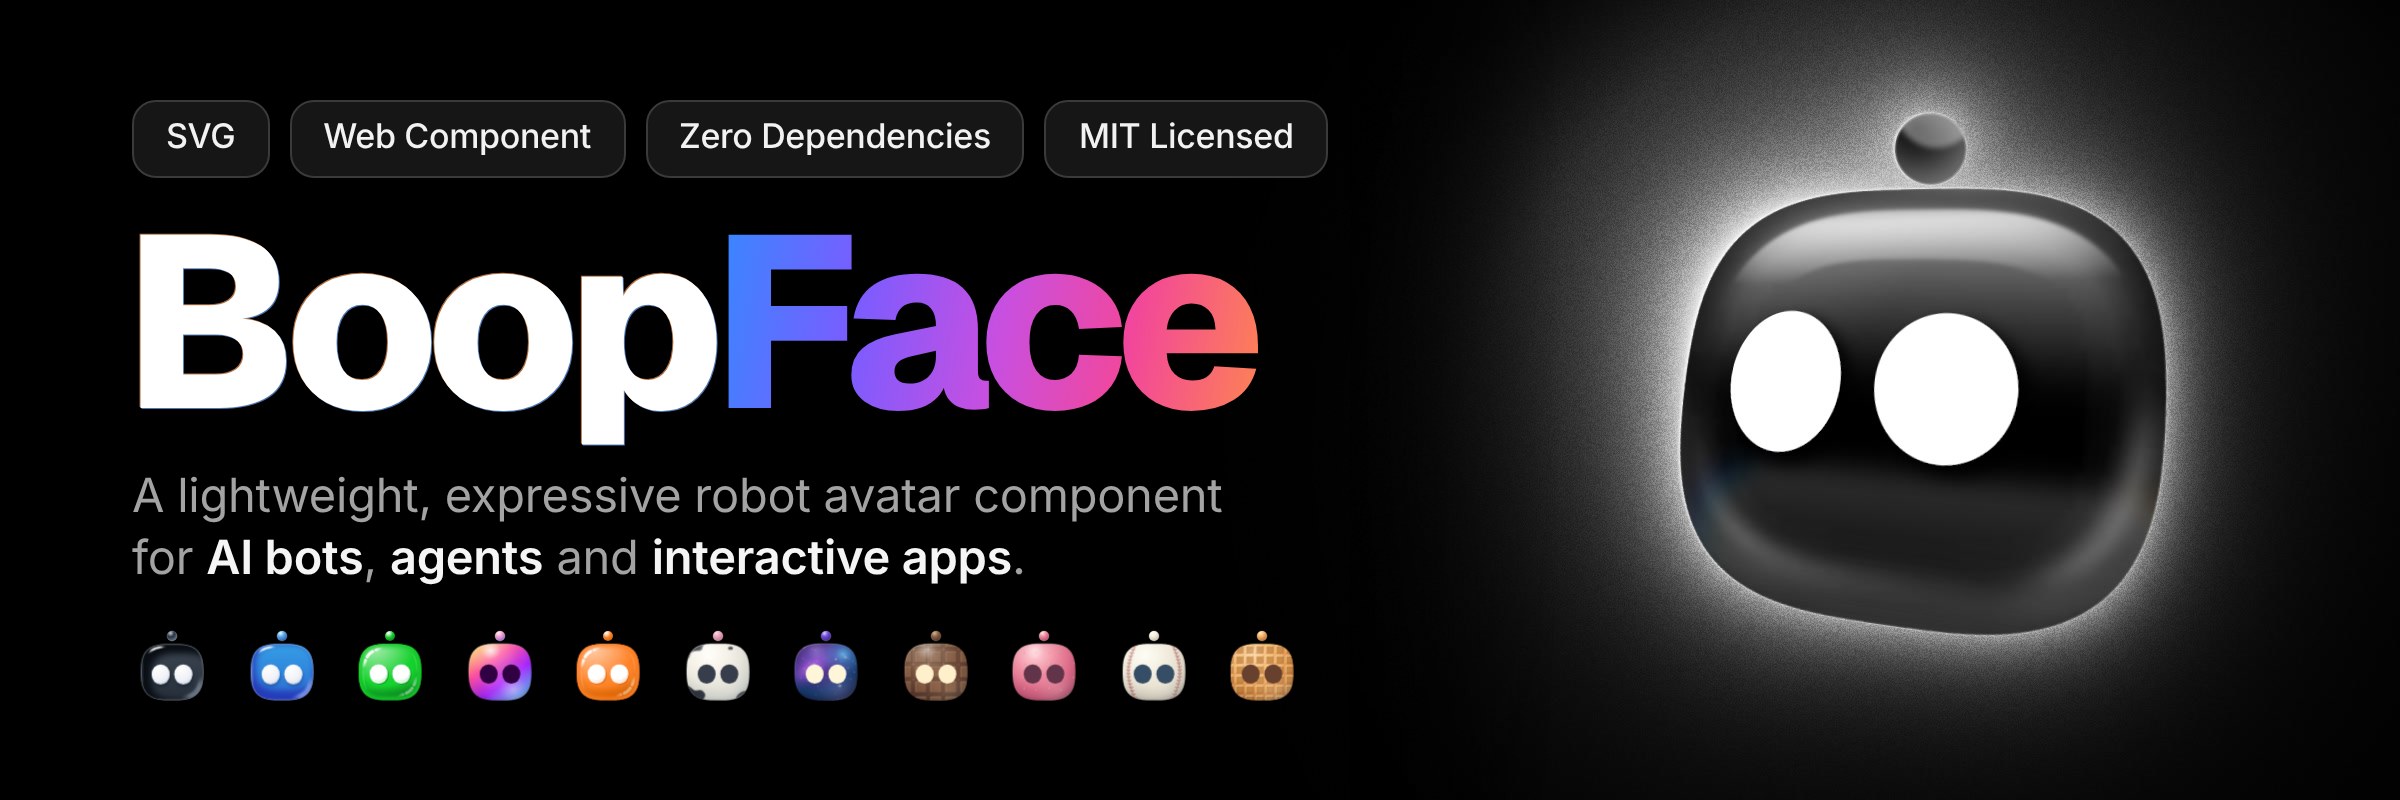 SVG
Web Component
Zero Dependencies
MIT Licensed
BoopFace
A lightweight, expressive robot avatar component
for AI bots, agents and interactive apps.